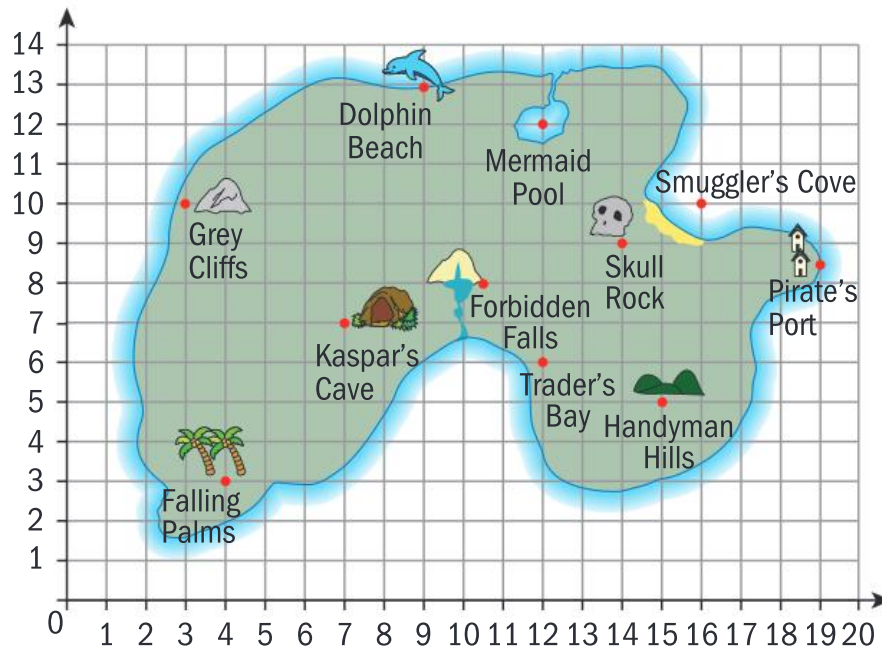 14
13
12
11
10
9
8
7
6
5
4
3
2
1
0
1 2 3 4 5 6 7 8 9 10 11 12 13 14 15 16 17 18 19 20
Dolphin
Beach
Mermaid
Pool
Smuggler's Cove
Grey
Cliffs
Skull
Rock
Pirate's
Port
Forbidden
Falls
Kaspar's
Cave
Trader's
Bay
Handyman
Hills
Falling
Palms